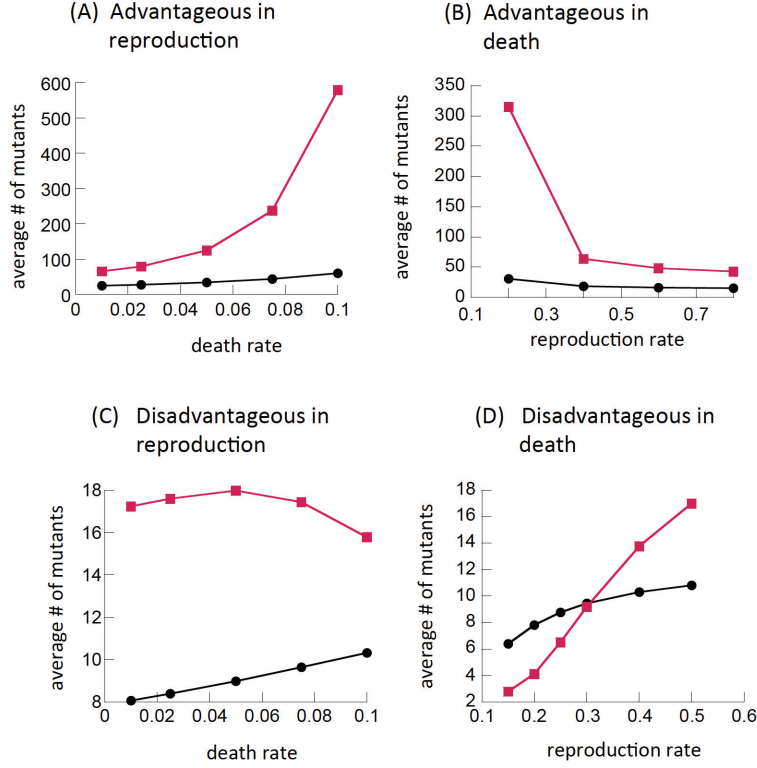 (A) Advantageous in
reproduction
600
500
400
300
200
100
0
average # of mutants
0 0.02 0.04 0.06 0.08 0.1
death rate
(B) Advantageous in
death
350
300
250
200
150
100
50
0
average # of mutants
0.1 0.3 0.5 0.7
reproduction rate
(C) Disadvantageous in
reproduction
18
16
14
12
10
8
average # of mutants
0 0.02 0.04 0.06 0.08 0.1
death rate
(D) Disadvantageous in
death
18
16
14
12
10
8
6
4
2
average # of mutants
0.1 0.2 0.3 0.4 0.5 0.6
reproduction rate